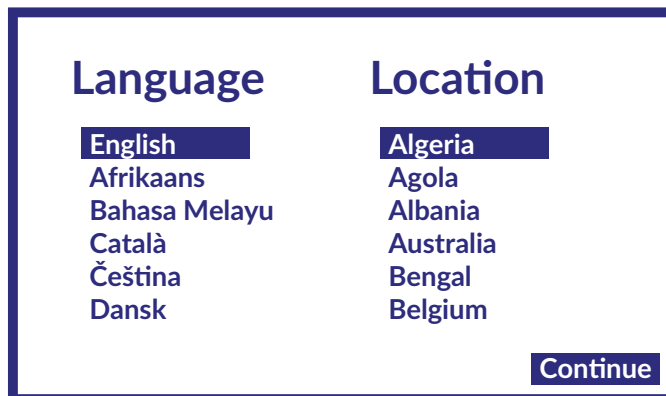 Language
English
Afrikaans
Bahasa Melayu
Català
Čeština
Dansk
Location
Algeria
Agola
Albania
Australia
Bengal
Belgium
Continue